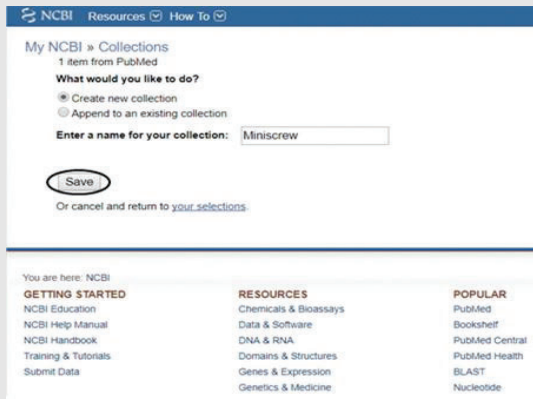 NCBI Resources How To
My NCBI » Collections
1 item from PubMed
What would you like to do?
Create new collection
Append to an existing collection
Enter a name for your collection: Miniscrew
Save
Or cancel and return to your selections.
You are here: NCBI
GETTING STARTED
NCBI Education
NCBI Help Manual
NCBI Handbook
Training & Tutorials
Submit Data
RESOURCES
Chemicals & Bioassays
Data & Software
DNA & RNA
Domains & Structures
Genes & Expression
Genetics & Medicine
POPULAR
PubMed
Bookshelf
PubMed Central
PubMed Health
BLAST
Nucleotide